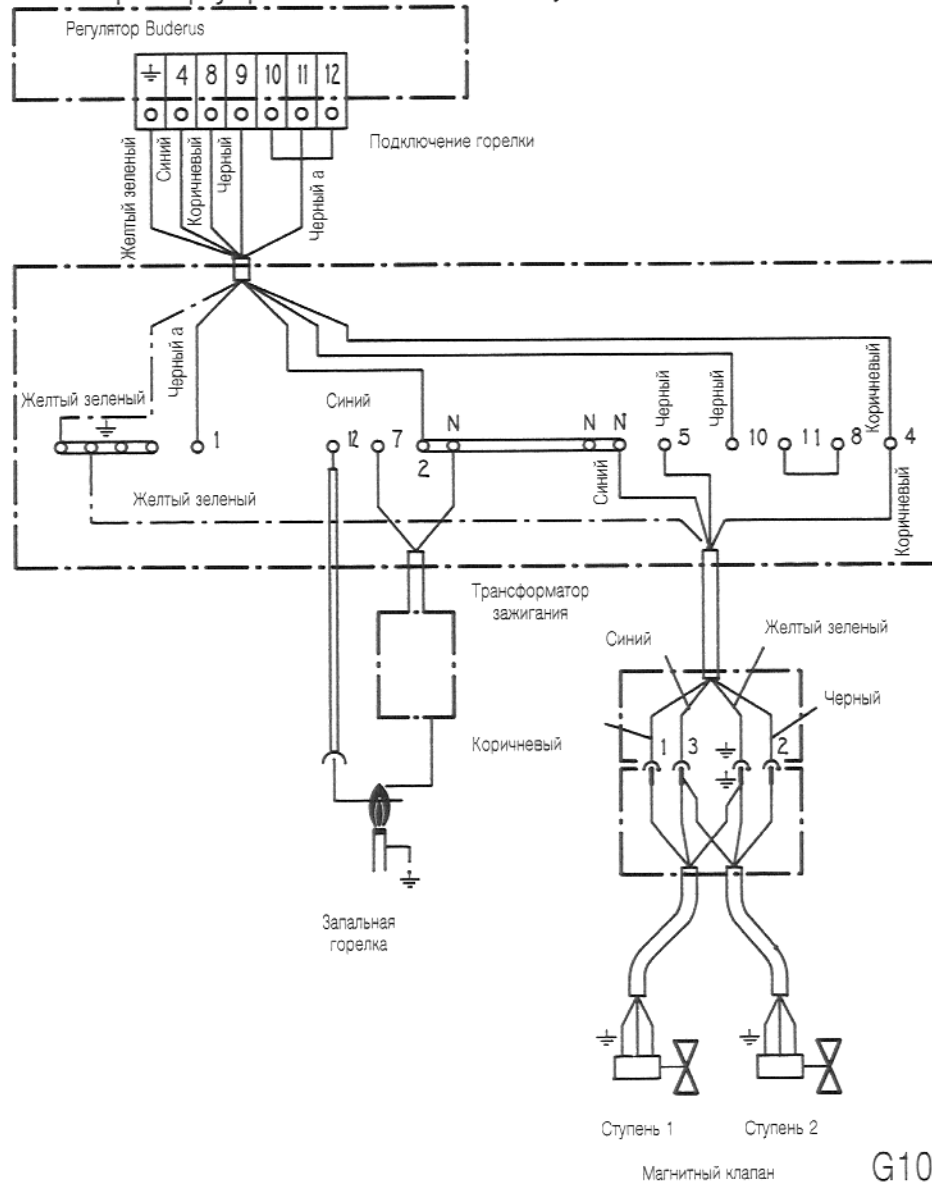 Регулятор Buderus
4 8 9 10 11 12
Подключение горелки
Желтый зеленый
Синий
Коричневый
Черный
Черный а
Желтый зеленый
Черный а
Синий
Черный
Черный
Коричневый
1 12 7 2 N N N 5 10 11 8 4
Желтый зеленый
Синий
Коричневый
Трансформатор
зажигания
Синий
Желтый зеленый
Черный
Коричневый
1 3 2
Запальная
горелка
Ступень 1
Ступень 2
Магнитный клапан
G10